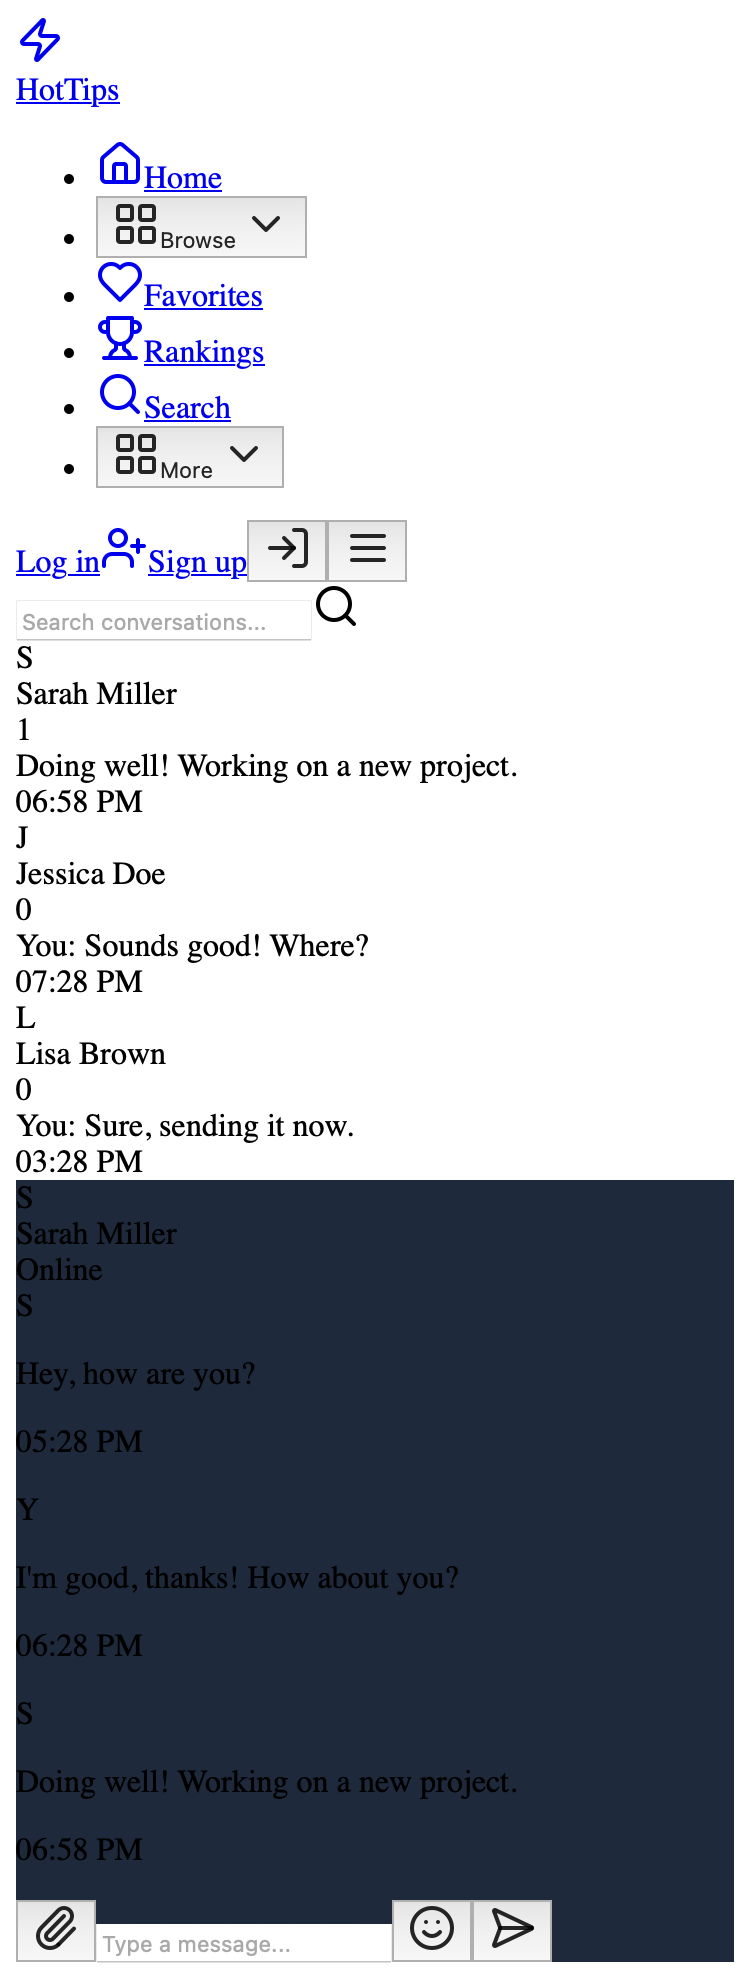 HotTips
Home
Browse
Favorites
Rankings
Search
More
Log in Sign up
Search conversations...
S
Sarah Miller
1
Doing well! Working on a new project.
06:58 PM
J
Jessica Doe
0
You: Sounds good! Where?
07:28 PM
L
Lisa Brown
0
You: Sure, sending it now.
03:28 PM
S
Sarah Miller
Online
S
Hey, how are you?
05:28 PM
Y
I'm good, thanks! How about you?
06:28 PM
S
Doing well! Working on a new project.
06:58 PM
Type a message...